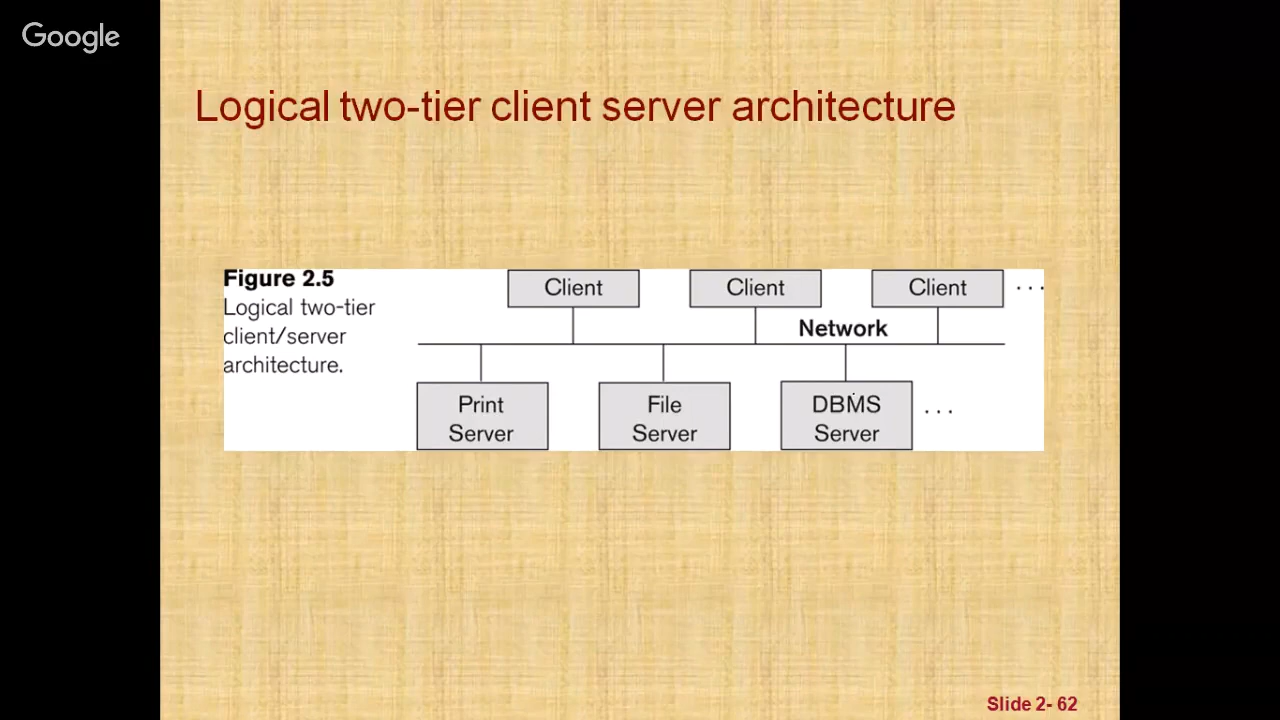 Google
Logical two-tier client server architecture
Figure 2.5
Logical two-tier
client/server
architecture.
Client
Client
Client
. . .
Network
Print
Server
File
Server
DBMS
Server
. . .
Slide 2- 62